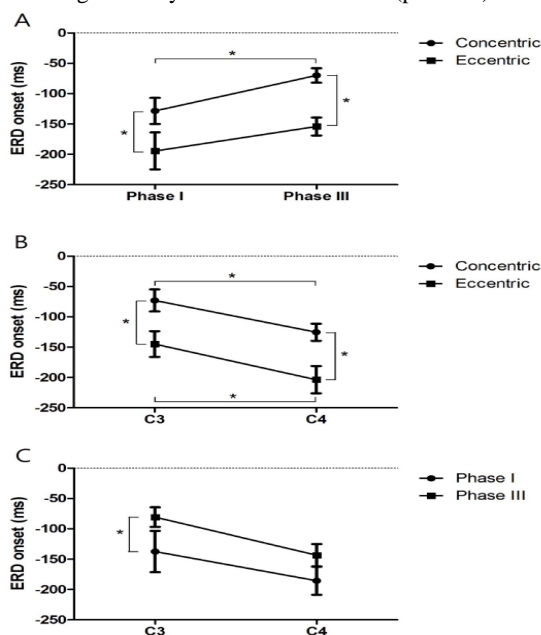 A
0
-50
-100
-150
-200
-250
ERD onset (ms)
*
*
*
Phase I
Phase III
Concentric
Eccentric
B
0
-50
-100
-150
-200
-250
ERD onset (ms)
*
*
*
*
C3
C4
Concentric
Eccentric
C
0
-50
-100
-150
-200
-250
ERD onset (ms)
*
C3
C4
Phase I
Phase III